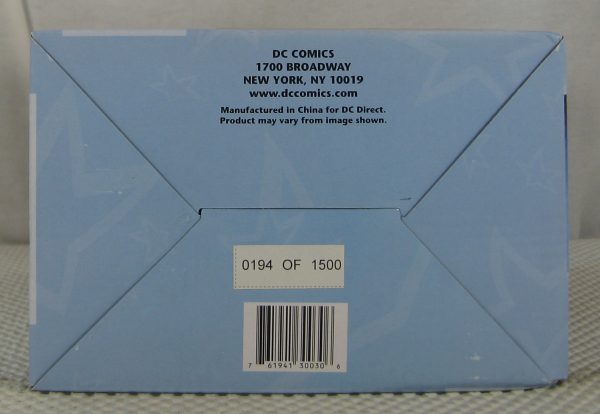 DC COMICS
1700 BROADWAY
NEW YORK, NY 10019
www.dccomics.com
Manufactured in China for DC Direct.
Product may vary from image shown.
0194 OF 1500
7 61941 30030 6